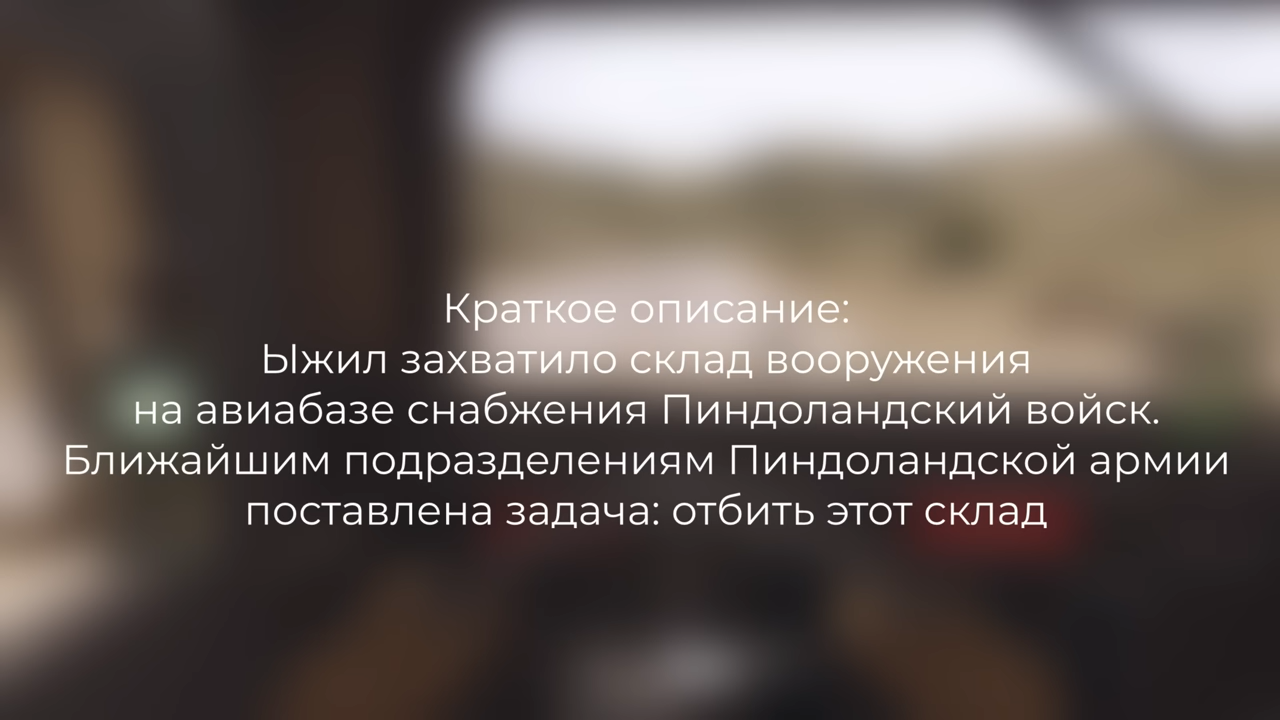 Краткое описание:
Ыжил захватило склад вооружения
на авиабазе снабжения Пиндоландский войск.
Ближайшим подразделениям Пиндоландской армии
поставлена задача: отбить этот склад